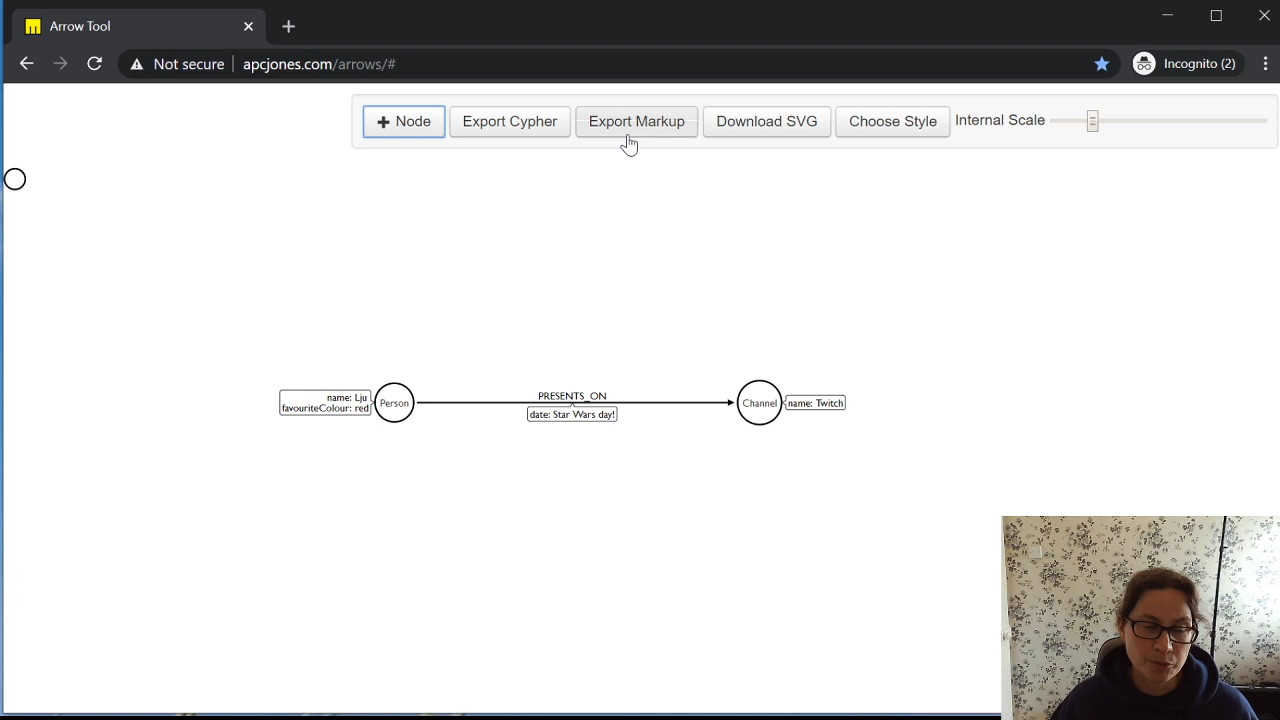 Arrow Tool
Not secure
apcjones.com/arrows/#
Incognito (2)
Node
Export Cypher
Export Markup
Download SVG
Choose Style
Internal Scale
name: Lju
favouriteColour: red
Person
PRESENTS_ON
date: Star Wars day!
Channel
name: Twitch